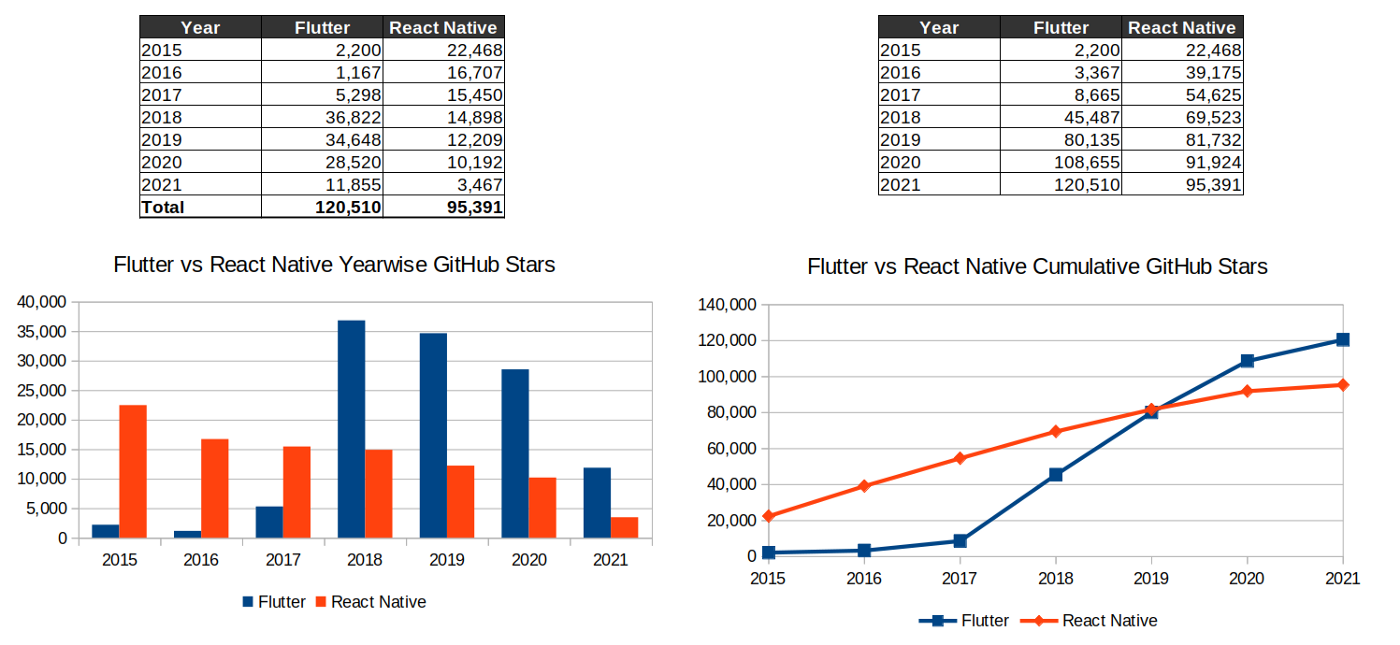 Year Flutter React Native
2015 2,200 22,468
2016 1,167 16,707
2017 5,298 15,450
2018 36,822 14,898
2019 34,648 12,209
2020 28,520 10,192
2021 11,855 3,467
Total 120,510 95,391
Year Flutter React Native
2015 2,200 22,468
2016 3,367 39,175
2017 8,665 54,625
2018 45,487 69,523
2019 80,135 81,732
2020 108,655 91,924
2021 120,510 95,391
Flutter vs React Native Yearwise GitHub Stars
40,000
35,000
30,000
25,000
20,000
15,000
10,000
5,000
0
2015 2016 2017 2018 2019 2020 2021
Flutter React Native
Flutter vs React Native Cumulative GitHub Stars
140,000
120,000
100,000
80,000
60,000
40,000
20,000
0
2015 2016 2017 2018 2019 2020 2021
Flutter React Native